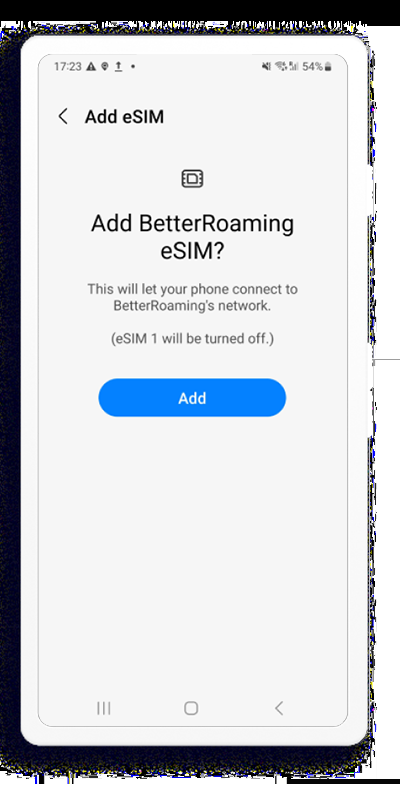 17:23 54%
Add eSIM
Add BetterRoaming
eSIM?
This will let your phone connect to
BetterRoaming's network.
(eSIM 1 will be turned off.)
Add